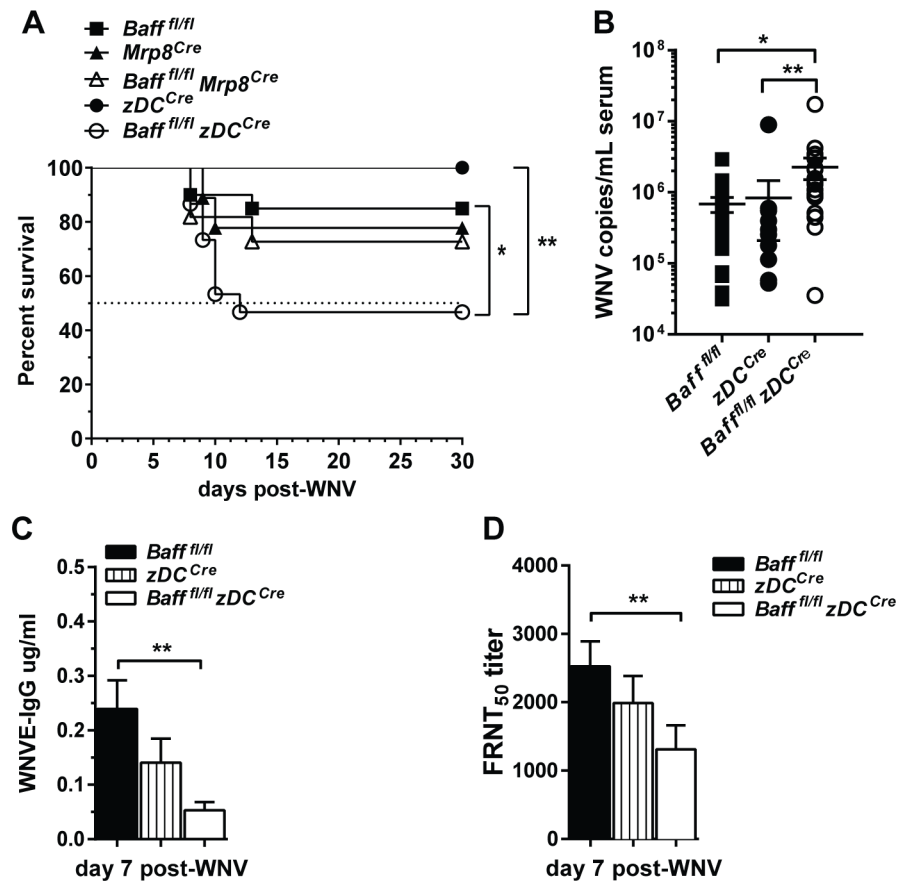 A
Baff fl/fl
Mrp8Cre
Baff fl/fl Mrp8Cre
zDCCre
Baff fl/fl zDCCre
100
80
60
40
20
0
Percent survival
0 5 10 15 20 25 30
days post-WNV
*
**
B
*
**
10^8
10^7
10^6
10^5
10^4
WNV copies/mL serum
Baff fl/fl
zDCCre
Baff fl/fl zDCCre
C
Baff fl/fl
zDCCre
Baff fl/fl zDCCre
0.5
0.4
0.3
0.2
0.1
0.0
WNVE-IgG ug/ml
**
day 7 post-WNV
D
Baff fl/fl
zDCCre
Baff fl/fl zDCCre
4000
3000
2000
1000
0
FRNT50 titer
**
day 7 post-WNV